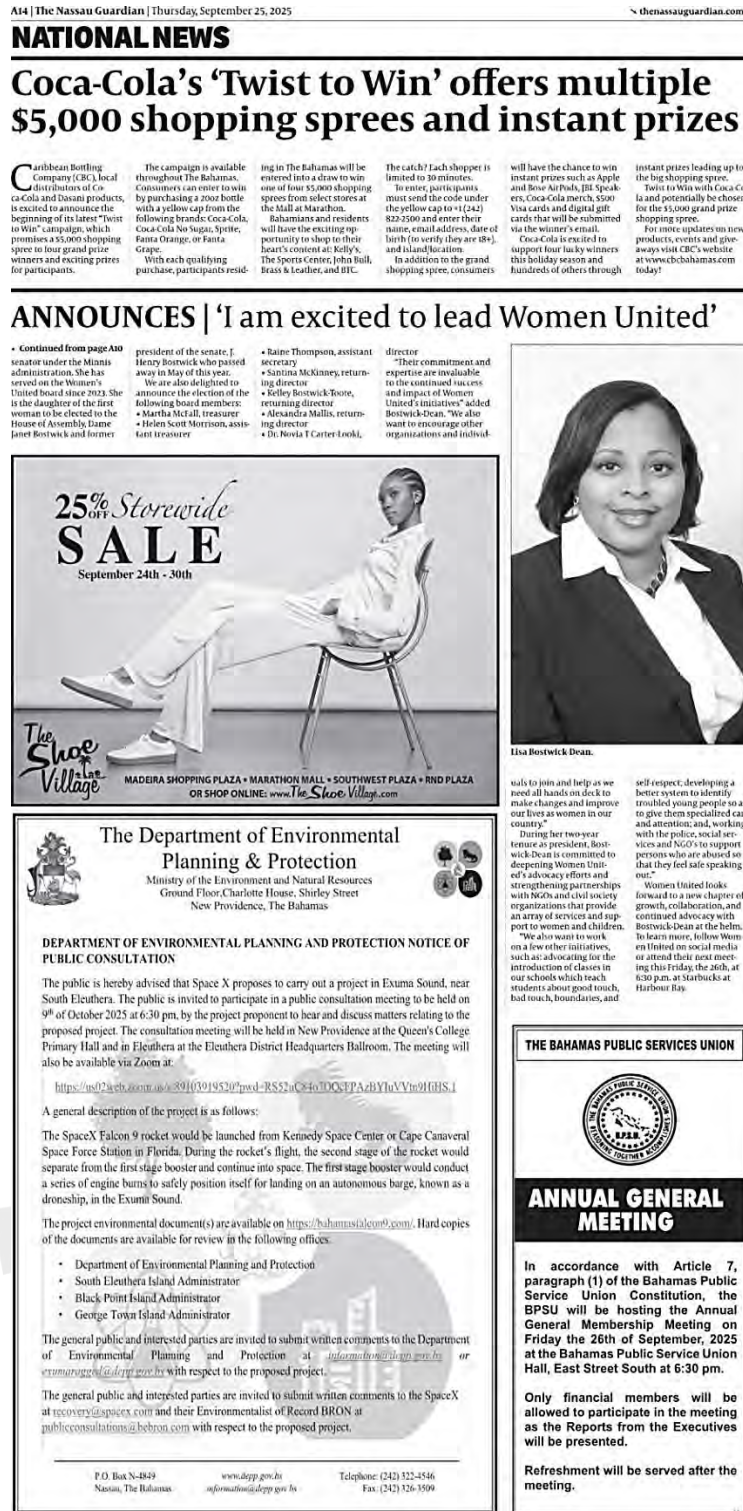 A14 | The Nassau Guardian | Thursday, September 25, 2025
thenassauguardian.com
NATIONAL NEWS
Coca-Cola's 'Twist to Win' offers multiple
$5,000 shopping sprees and instant prizes
Caribbean Bottling
Company (CBC), local
distributors of Co-
ca-Cola and Dasani products,
is excited to announce the
beginning of its latest "Twist
to Win" campaign, which
promises a $5,000 shopping
spree to four grand prize
winners and exciting prizes
for participants.
The campaign is available
throughout The Bahamas.
Consumers can enter to win
by purchasing a 20oz bottle
with a yellow cap from the
following brands: Coca-Cola,
Coca-Cola No Sugar, Sprite,
Fanta Orange, or Fanta
Grape.
With each qualifying
purchase, participants resid-
ing in The Bahamas will be
entered into a draw to win
one of four $5,000 shopping
sprees from select stores at
the Mall at Marathon.
Bahamians and residents
will have the exciting op-
portunity to shop to their
heart's content at: Kelly's,
The Sports Center, John Bull,
Brass & Leather, and BTC.
The catch? Each shopper is
limited to 30 minutes.
To enter, participants
must send the code under
the yellow cap to +1 (242)
822-2500 and enter their
name, email address, date of
birth (to verify they are 18+),
and island/location.
In addition to the grand
shopping spree, consumers
will have the chance to win
instant prizes such as Apple
and Bose AirPods, JBL Speak-
ers, Coca-Cola merch, $500
Visa cards and digital gift
cards that will be submitted
via the winner's email.
Coca-Cola is excited to
support four lucky winners
this holiday season and
hundreds of others through
instant prizes leading up to
the big shopping spree.
Twist to Win with Coca-Co
la and potentially be chosen
for the $5,000 grand prize
shopping spree.
For more updates on new
products, events and give-
aways visit CBC's website
at www.cbcbahamas.com
today!
ANNOUNCES | 'I am excited to lead Women United'
• Continued from page A10
senator under the Minnis
administration. She has
served on the Women's
United board since 2023. She
is the daughter of the first
woman to be elected to the
House of Assembly, Dame
Janet Bostwick and former
president of the senate, J.
Henry Bostwick who passed
away in May of this year.
We are also delighted to
announce the election of the
following board members:
• Martha McFall, treasurer
• Helen Scott Morrison, assis-
tant treasurer
• Raine Thompson, assistant
secretary
• Santina McKinney, return-
ing director
• Kelley Bostwick-Toote,
returning director
• Alexandra Mallis, return-
ing director
• Dr. Novia T Carter-Looki,
director
"Their commitment and
expertise are invaluable
to the continued success
and impact of Women
United's initiatives" added
Bostwick-Dean. "We also
want to encourage other
organizations and individ-
Lisa Bostwick-Dean.
uals to join and help as we
need all hands on deck to
make changes and improve
our lives as women in our
country."
During her two-year
tenure as president, Bost-
wick-Dean is committed to
deepening Women Unit-
ed's advocacy efforts and
strengthening partnerships
with NGOs and civil society
organizations that provide
an array of services and sup-
port to women and children.
"We also want to work
on a few other initiatives,
such as: advocating for the
introduction of classes in
our schools which teach
students about good touch,
bad touch, boundaries, and
self-respect; developing a
better system to identify
troubled young people so a
to give them specialized car
and attention; and, working
with the police, social ser-
vices and NGO's to support
persons who are abused so
that they feel safe speaking
out."
Women United looks
forward to a new chapter of
growth, collaboration, and
continued advocacy with
Bostwick-Dean at the helm.
To learn more, follow Wom
en United on social media
or attend their next meet-
ing this Friday, the 26th, at
6:30 p.m. at Starbucks at
Harbour Bay.
25% OFF Storewide
SALE
September 24th - 30th
The
Shoe
Village
MADEIRA SHOPPING PLAZA • MARATHON MALL • SOUTHWEST PLAZA • RND PLAZA
OR SHOP ONLINE: www.The Shoe Village.com
The Department of Environmental
Planning & Protection
Ministry of the Environment and Natural Resources
Ground Floor,Charlotte House, Shirley Street
New Providence, The Bahamas
DEPARTMENT OF ENVIRONMENTAL PLANNING AND PROTECTION NOTICE OF
PUBLIC CONSULTATION
The public is hereby advised that Space X proposes to carry out a project in Exuma Sound, near
South Eleuthera. The public is invited to participate in a public consultation meeting to be held on
9th of October 2025 at 6:30 pm, by the project proponent to hear and discuss matters relating to the
proposed project. The consultation meeting will be held in New Providence at the Queen's College
Primary Hall and in Eleuthera at the Eleuthera District Headquarters Ballroom. The meeting will
also be available via Zoom at:
A general description of the project is as follows:
The SpaceX Falcon 9 rocket would be launched from Kennedy Space Center or Cape Canaveral
Space Force Station in Florida. During the rocket's flight, the second stage of the rocket would
separate from the first stage booster and continue into space. The first stage booster would conduct
a series of engine burns to safely position itself for landing on an autonomous barge, known as a
droneship, in the Exuma Sound.
The project environmental document(s) are available on https://bahamasfalcon9.com/. Hard copies
of the documents are available for review in the following offices.
• Department of Environmental Planning and Protection
• South Eleuthera Island Administrator
• Black Point Island Administrator
• George Town Island Administrator
The general public and interested parties are invited to submit written comments to the Department
of Environmental Planning and Protection at information@depp.gov.bs or
exumaragged@depp.gov.bs with respect to the proposed project.
The general public and interested parties are invited to submit written comments to the SpaceX
at recovery@spacex.com and their Environmentalist of Record BRON at
publicconsultations@bebron.com with respect to the proposed project.
P.O. Box N-4849
Nassau, The Bahamas
www.depp.gov.bs
information@depp.gov.bs
Telephone: (242) 322-4546
Fax: (242) 326-3509
THE BAHAMAS PUBLIC SERVICES UNION
B.P.S.U.
ANNUAL GENERAL
MEETING
In accordance with Article 7,
paragraph (1) of the Bahamas Public
Service Union Constitution, the
BPSU will be hosting the Annual
General Membership Meeting on
Friday the 26th of September, 2025
at the Bahamas Public Service Union
Hall, East Street South at 6:30 pm.
Only financial members will be
allowed to participate in the meeting
as the Reports from the Executives
will be presented.
Refreshment will be served after the
meeting.